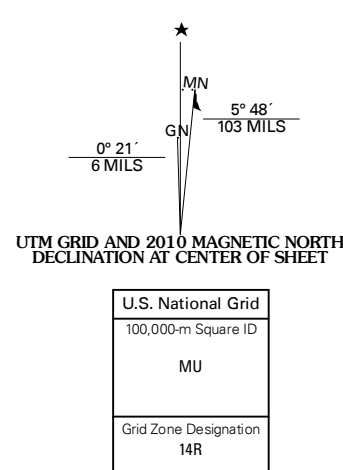 ★
MN
5° 48´
103 MILS
GN
0° 21´
6 MILS
UTM GRID AND 2010 MAGNETIC NORTH
DECLINATION AT CENTER OF SHEET
U.S. National Grid
100,000-m Square ID
MU
Grid Zone Designation
14R